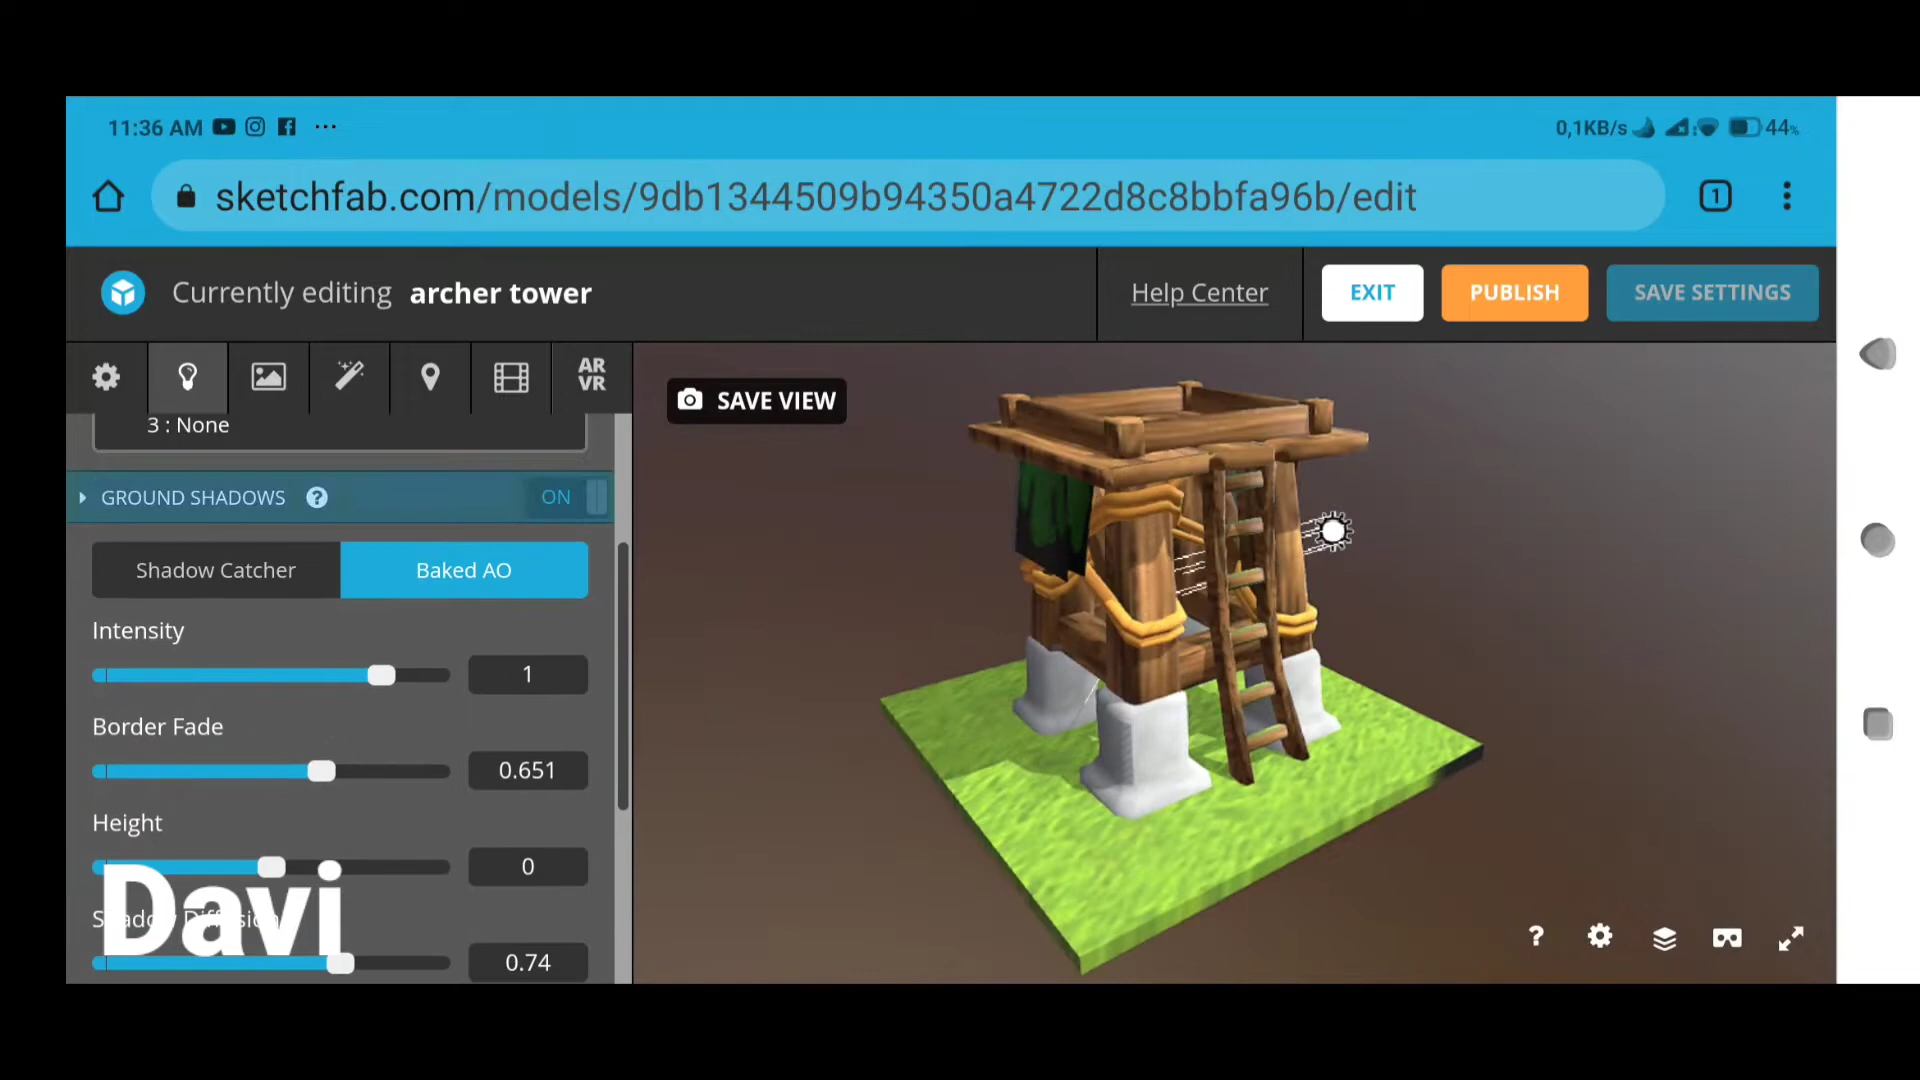 11:36 AM ... 0,1KB/s 44%
sketchfab.com/models/9db1344509b94350a4722d8c8bbfa96b/edit 1
Currently editing archer tower Help Center EXIT PUBLISH SAVE SETTINGS
AR
VR
SAVE VIEW
3 : None
GROUND SHADOWS ? ON
Shadow Catcher Baked AO
Intensity
1
Border Fade
0.651
Height
0
Shadow Diffusion
Davi
0.74
?